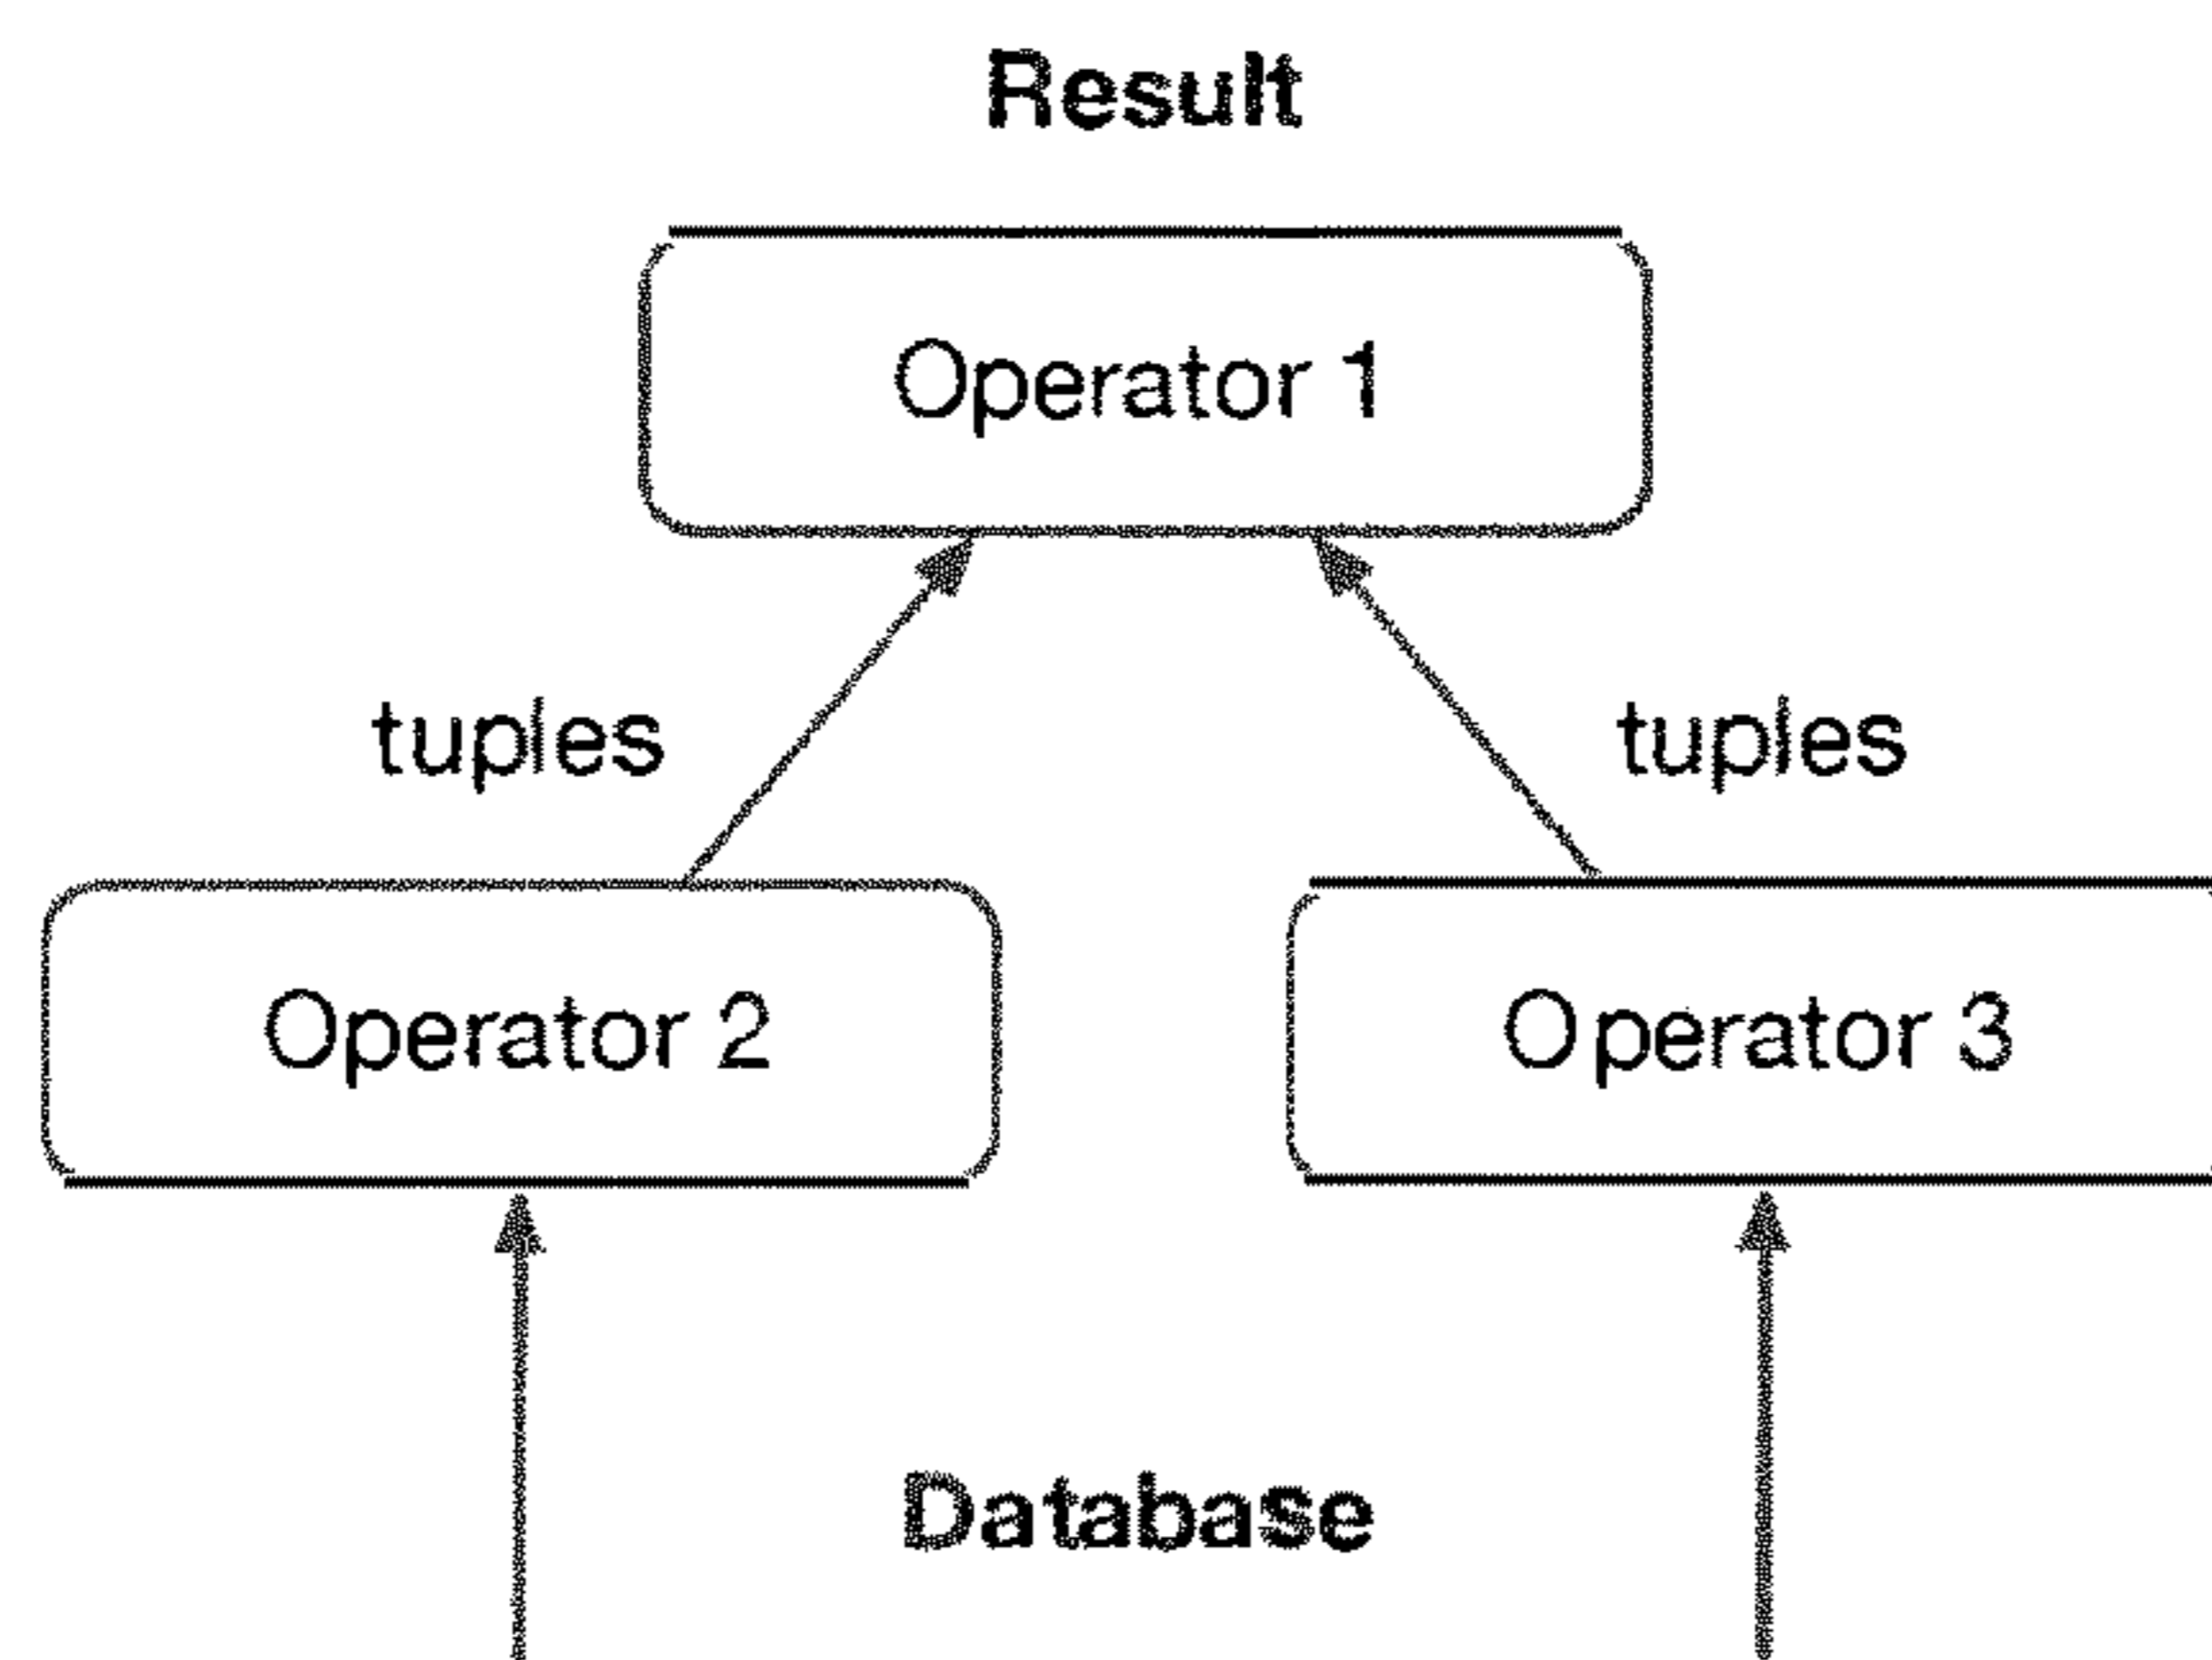 Result
Operator 1
tuples tuples
Operator 2 Operator 3
Database